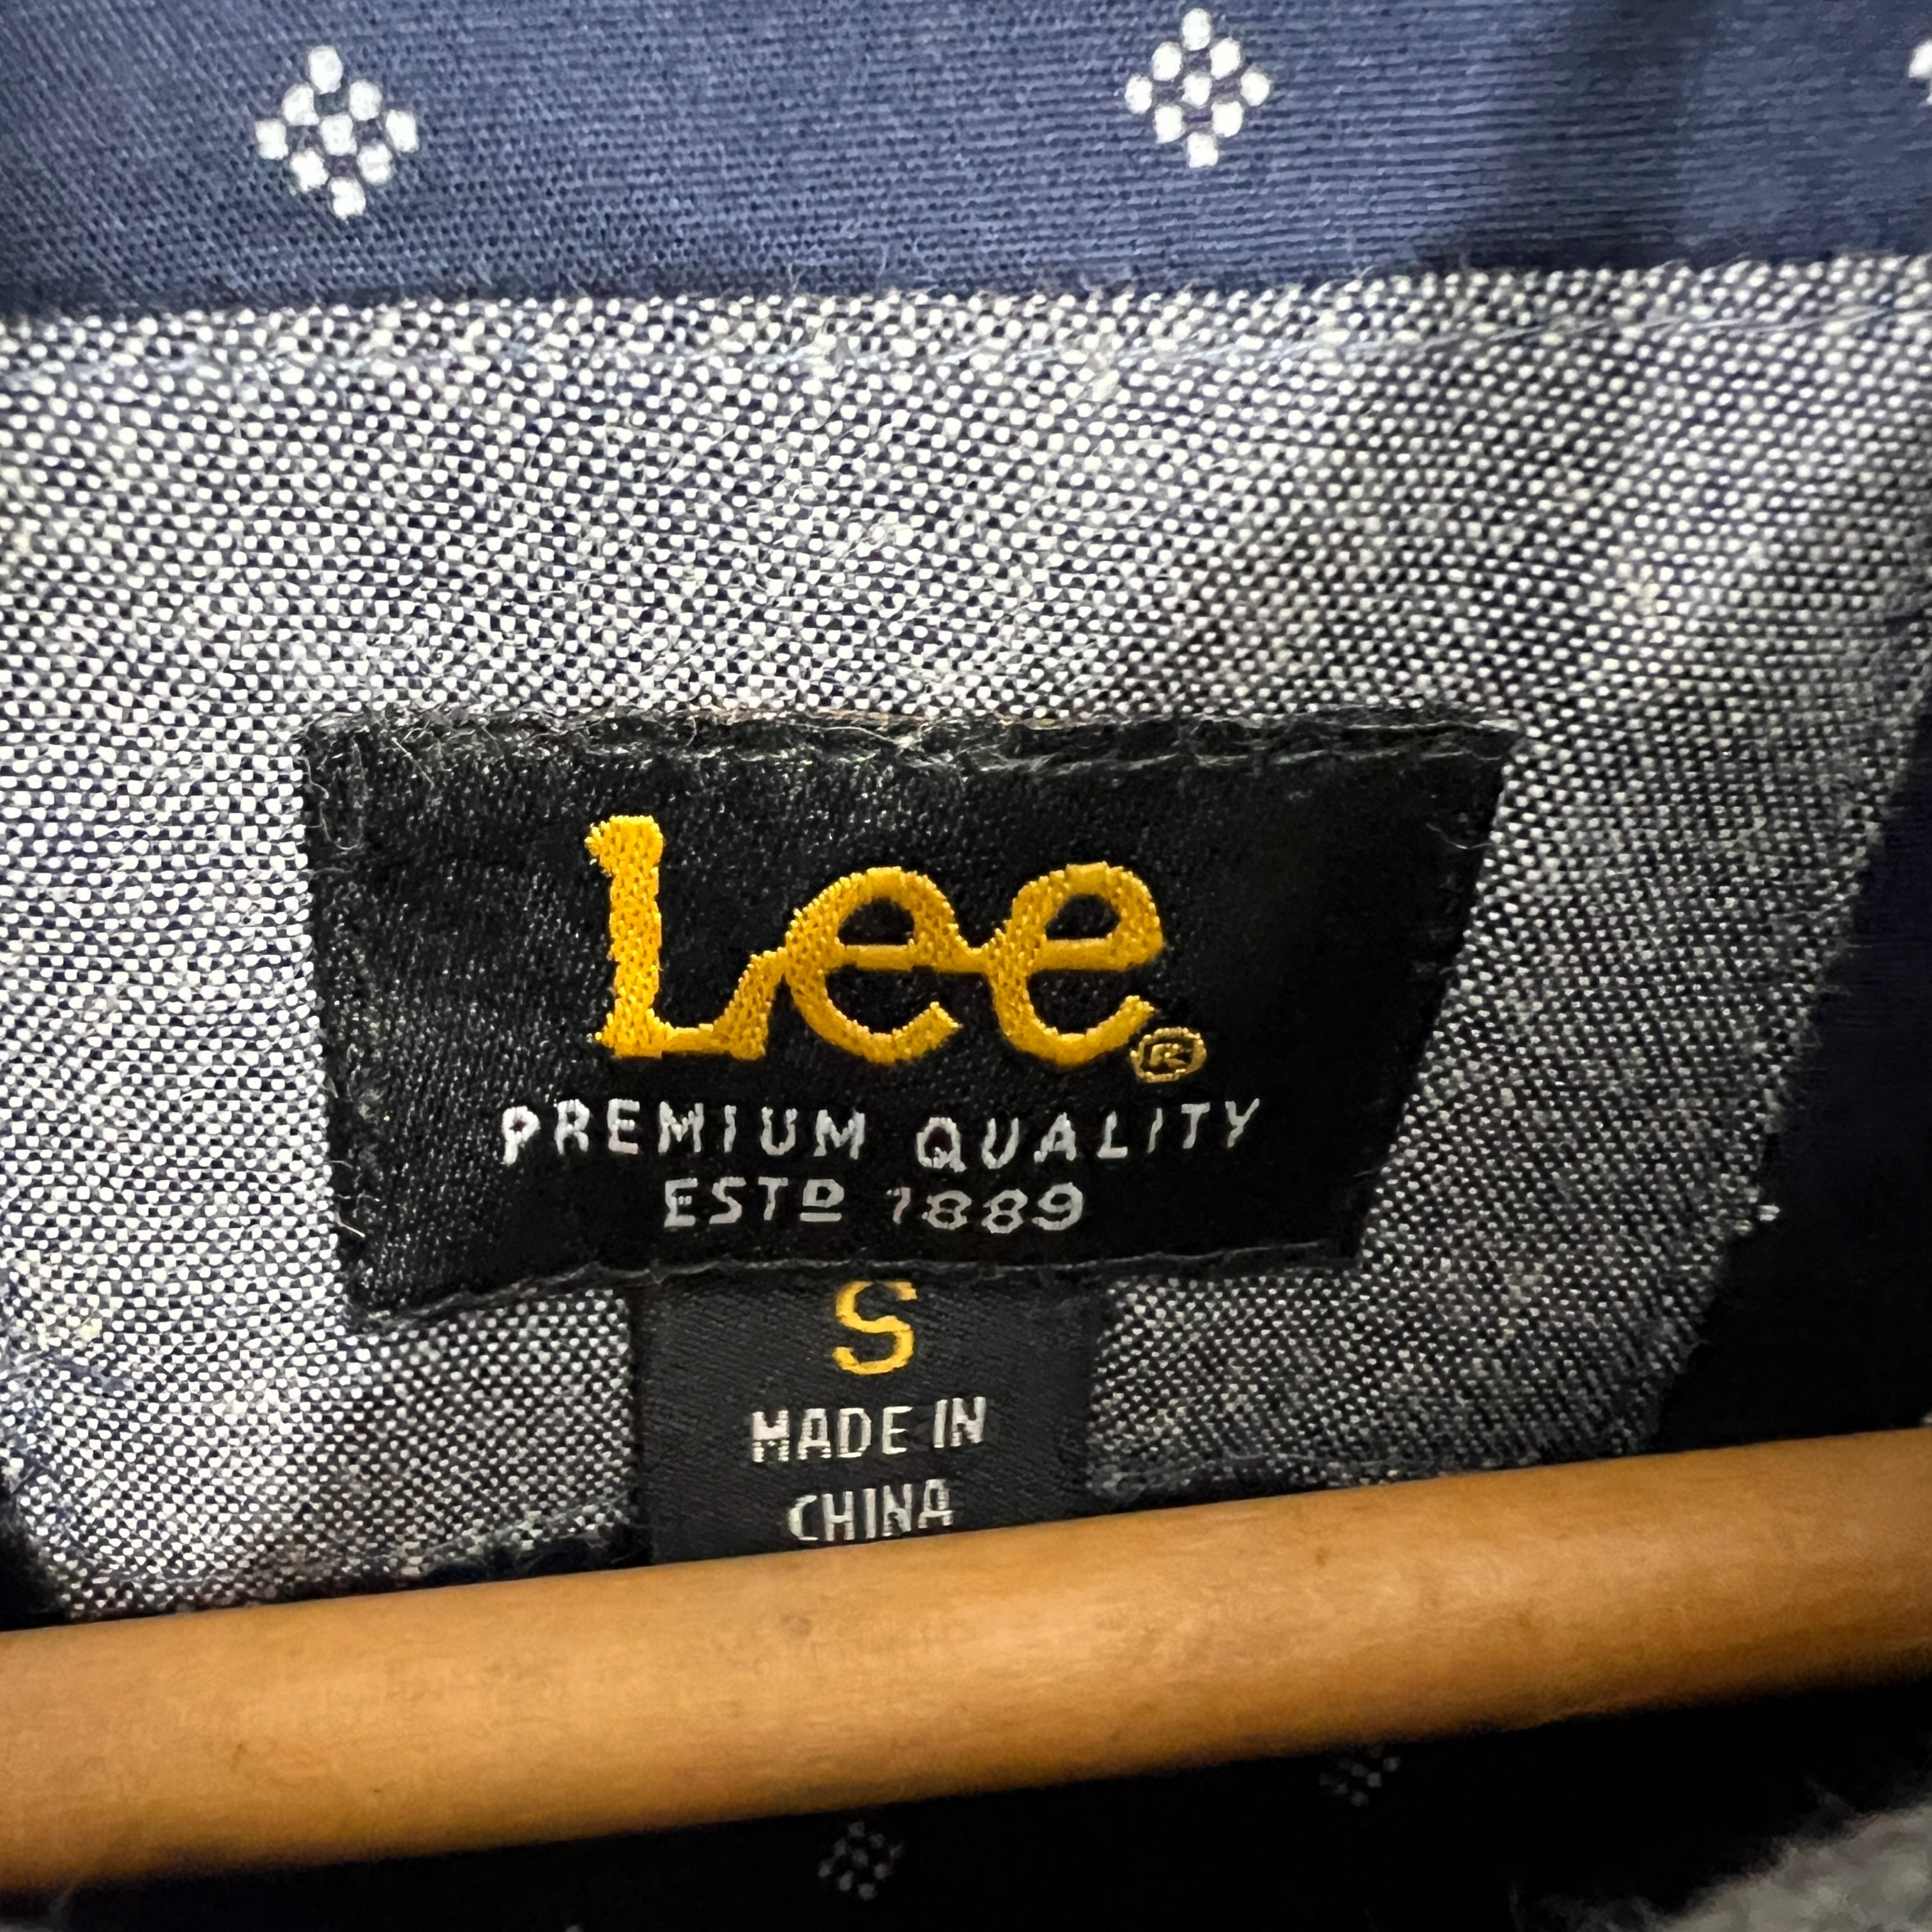 Lee®
PREMIUM QUALITY
ESTD 1889
S
MADE IN
CHINA